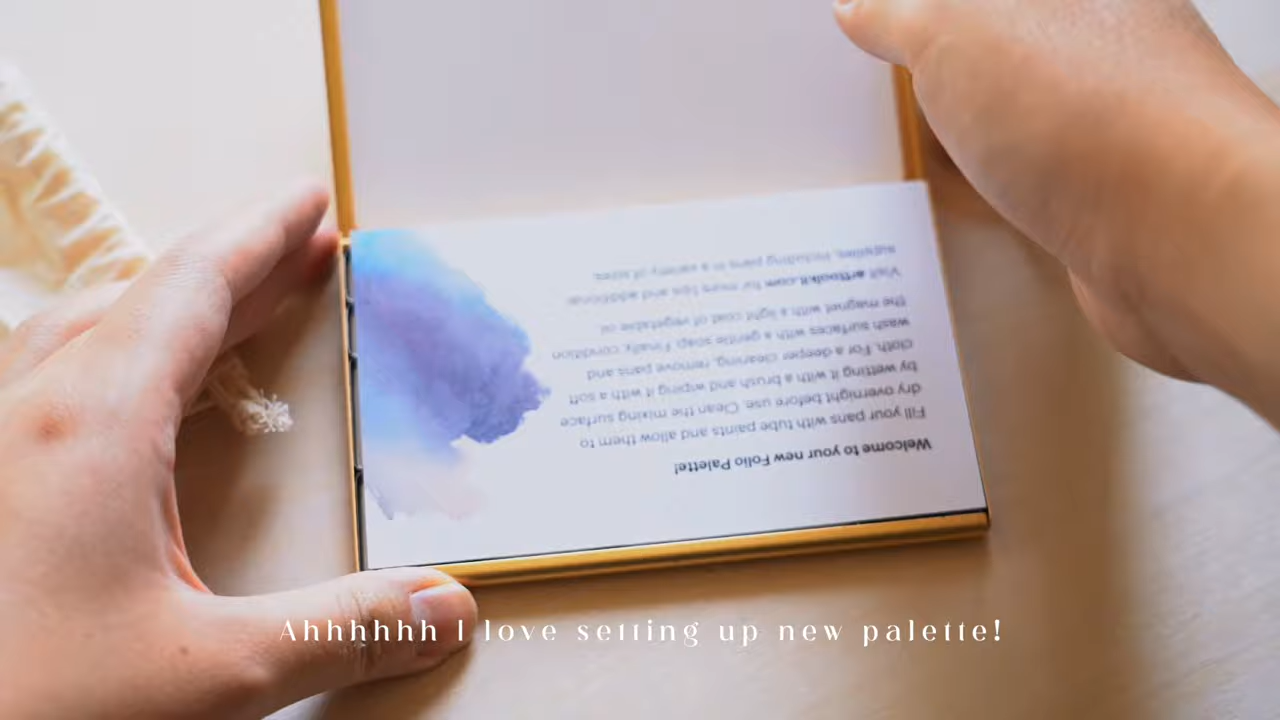 Welcome to your new Folio Palette!
Fill your pans with tube paints and allow them to
dry overnight before use. Clean the mixing surface
by wetting it with a brush and wiping it with a soft
cloth. For a deeper cleaning, remove pans and
wash surfaces with a gentle soap. Finally, condition
the magnet with a light coat of vegetable oil.
Visit arttoolkit.com for more tips and additional
supplies, including pans in a variety of sizes.
Ahhhhhh I love setting up new palette!